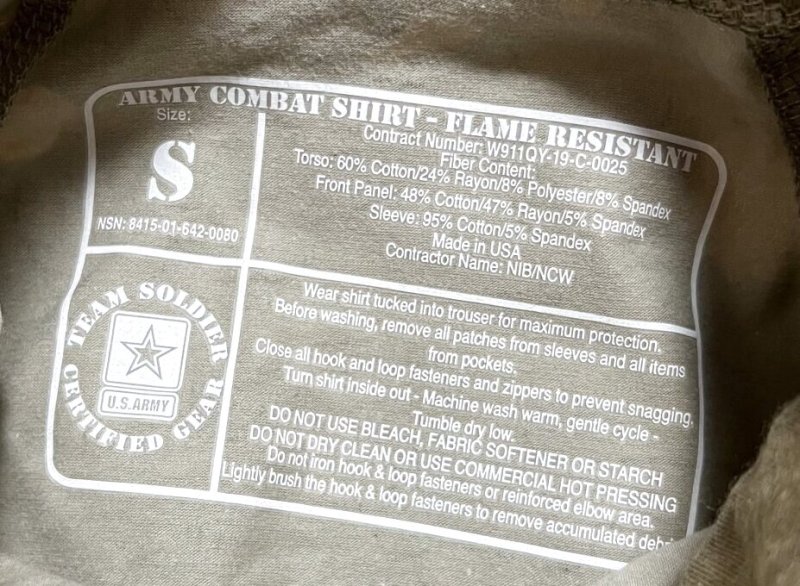 ARMY COMBAT SHIRT - FLAME RESISTANT
Size:
S
NSN: 8415-01-642-0080
Contract Number: W911QY-19-C-0025
Fiber Content:
Torso: 60% Cotton/24% Rayon/8% Polyester/8% Spandex
Front Panel: 48% Cotton/47% Rayon/5% Spandex
Sleeve: 95% Cotton/5% Spandex
Made in USA
Contractor Name: NIB/NCW
TEAM SOLDIER
U.S. ARMY
CERTIFIED GEAR
Wear shirt tucked into trouser for maximum protection.
Before washing, remove all patches from sleeves and all items
from pockets.
Close all hook and loop fasteners and zippers to prevent snagging.
Turn shirt inside out - Machine wash warm, gentle cycle -
Tumble dry low.
DO NOT USE BLEACH, FABRIC SOFTENER OR STARCH
DO NOT DRY CLEAN OR USE COMMERCIAL HOT PRESSING
Do not iron hook & loop fasteners or reinforced elbow area.
Lightly brush the hook & loop fasteners to remove accumulated